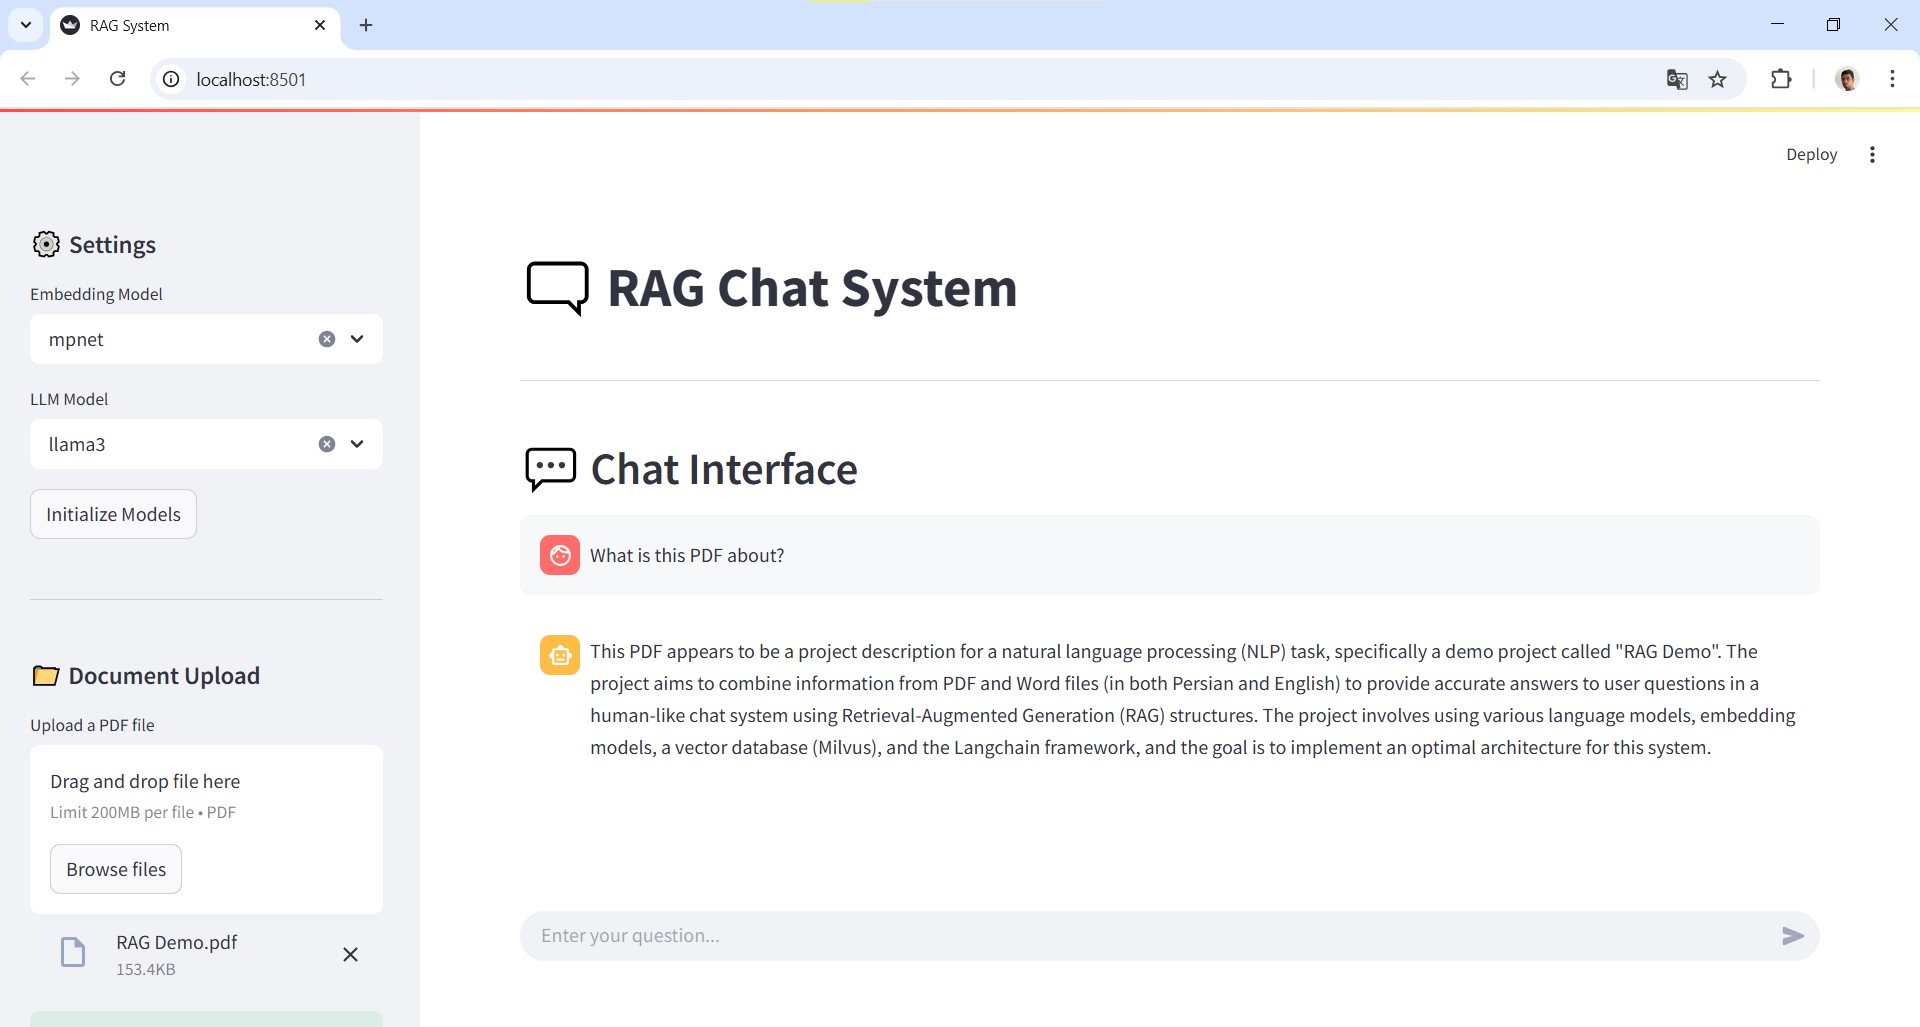 RAG System
localhost:8501
Deploy
Settings
Embedding Model
mpnet
LLM Model
llama3
Initialize Models
Document Upload
Upload a PDF file
Drag and drop file here
Limit 200MB per file • PDF
Browse files
RAG Demo.pdf
153.4KB
RAG Chat System
Chat Interface
What is this PDF about?
This PDF appears to be a project description for a natural language processing (NLP) task, specifically a demo project called "RAG Demo". The
project aims to combine information from PDF and Word files (in both Persian and English) to provide accurate answers to user questions in a
human-like chat system using Retrieval-Augmented Generation (RAG) structures. The project involves using various language models, embedding
models, a vector database (Milvus), and the Langchain framework, and the goal is to implement an optimal architecture for this system.
Enter your question...